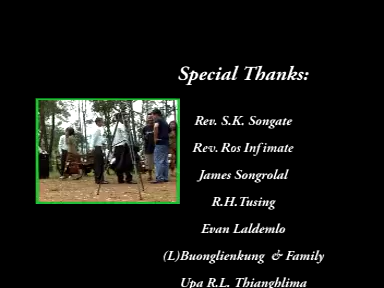 Special Thanks:
Rev. S.K. Songate
Rev. Ros Infimate
James Songrolal
R.H.Tusing
Evan Laldemlo
(L)Buonglienkung & Family
Upa R.L. Thianghlima